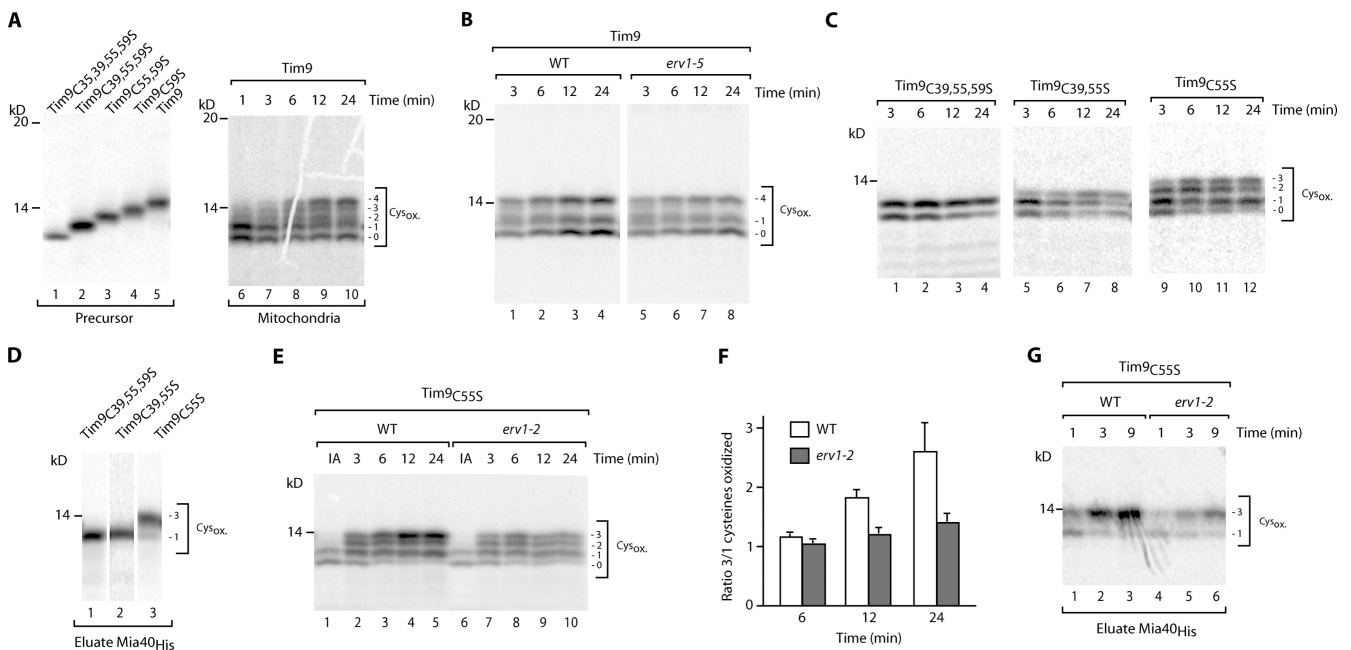 A
Tim9C35,39,55,59S
Tim9C39,55,59S
Tim9C55,59S
Tim9C59S
Tim9
kD
20
14
1 2 3 4 5
Precursor
Tim9
1 3 6 12 24 Time (min)
kD
20
14
- 4
- 3
- 2
- 1
- 0
Cysox.
6 7 8 9 10
Mitochondria
B
Tim9
WT erv1-5
3 6 12 24 3 6 12 24 Time (min)
kD
20
14
- 4
- 1
- 0
Cysox.
1 2 3 4 5 6 7 8
C
Tim9C39,55,59S Tim9C39,55S Tim9C55S
3 6 12 24 3 6 12 24 3 6 12 24 Time (min)
kD
14
- 3
- 2
- 1
- 0
Cysox.
1 2 3 4 5 6 7 8 9 10 11 12
D
Tim9C39,55,59S
Tim9C39,55S
Tim9C55S
kD
14
- 3
- 1
Cysox.
1 2 3
Eluate Mia40His
E
Tim9C55S
WT erv1-2
IA 3 6 12 24 IA 3 6 12 24 Time (min)
kD
14
- 3
- 2
- 1
- 0
Cysox.
1 2 3 4 5 6 7 8 9 10
F
Ratio 3/1 cysteines oxidized
3
2
1
0
WT
erv1-2
6 12 24
Time (min)
G
Tim9C55S
WT erv1-2
1 3 9 1 3 9 Time (min)
kD
14
- 3
- 1
Cysox.
1 2 3 4 5 6
Eluate Mia40His